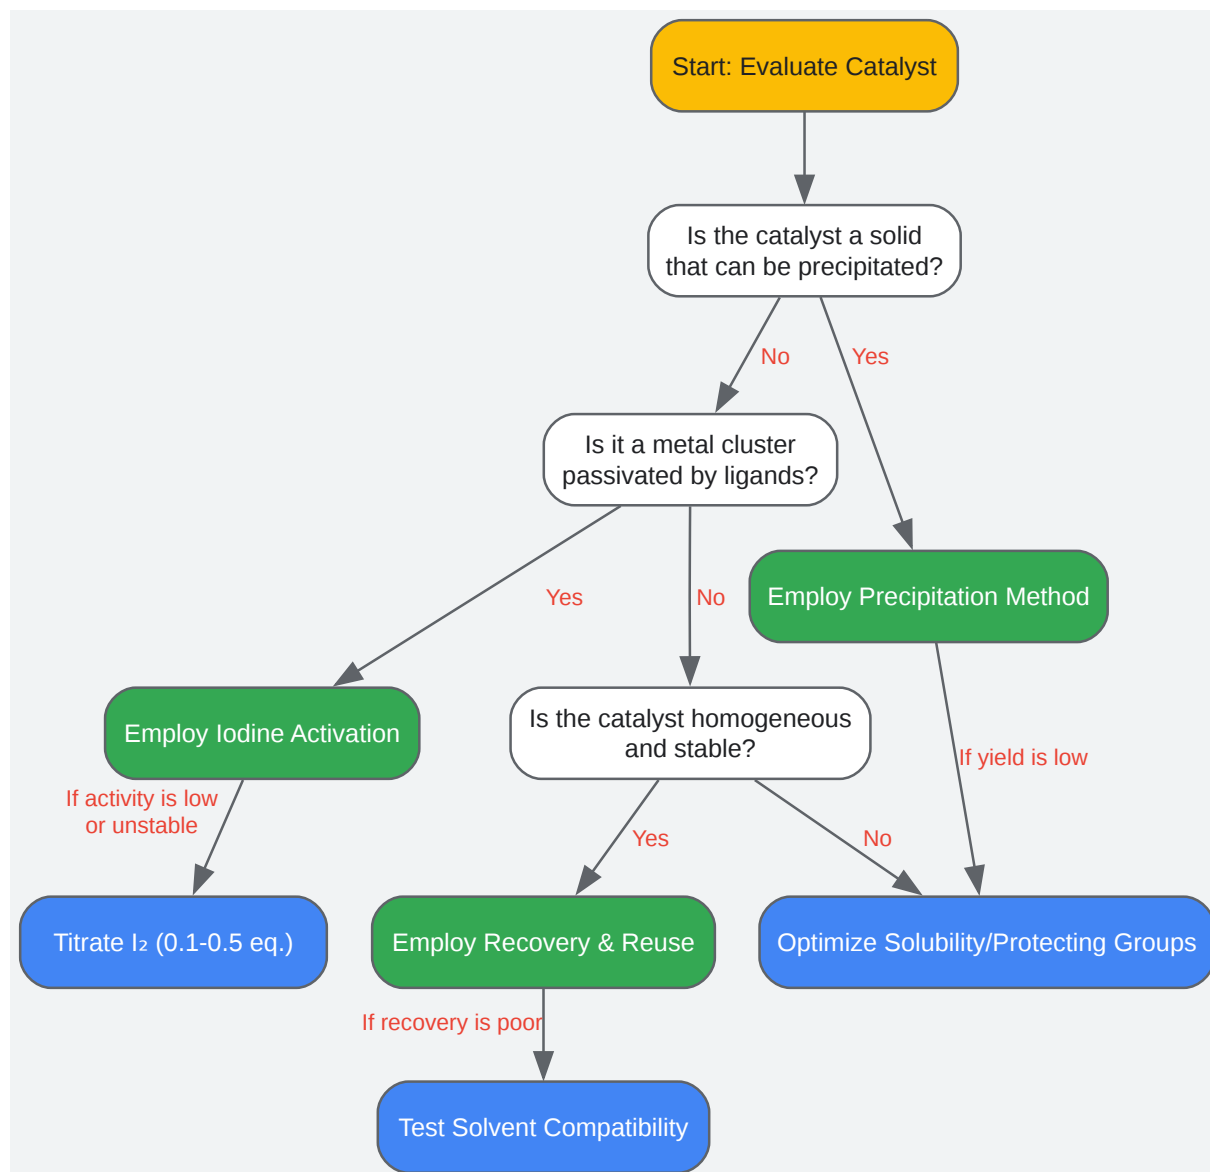 Start: Evaluate Catalyst
Is the catalyst a solid
that can be precipitated?
No
Yes
Is it a metal cluster
passivated by ligands?
Yes
No
Employ Precipitation Method
Employ Iodine Activation
Is the catalyst homogeneous
and stable?
If yield is low
If activity is low
or unstable
Yes
No
Titrate I₂ (0.1-0.5 eq.)
Employ Recovery & Reuse
Optimize Solubility/Protecting Groups
If recovery is poor
Test Solvent Compatibility